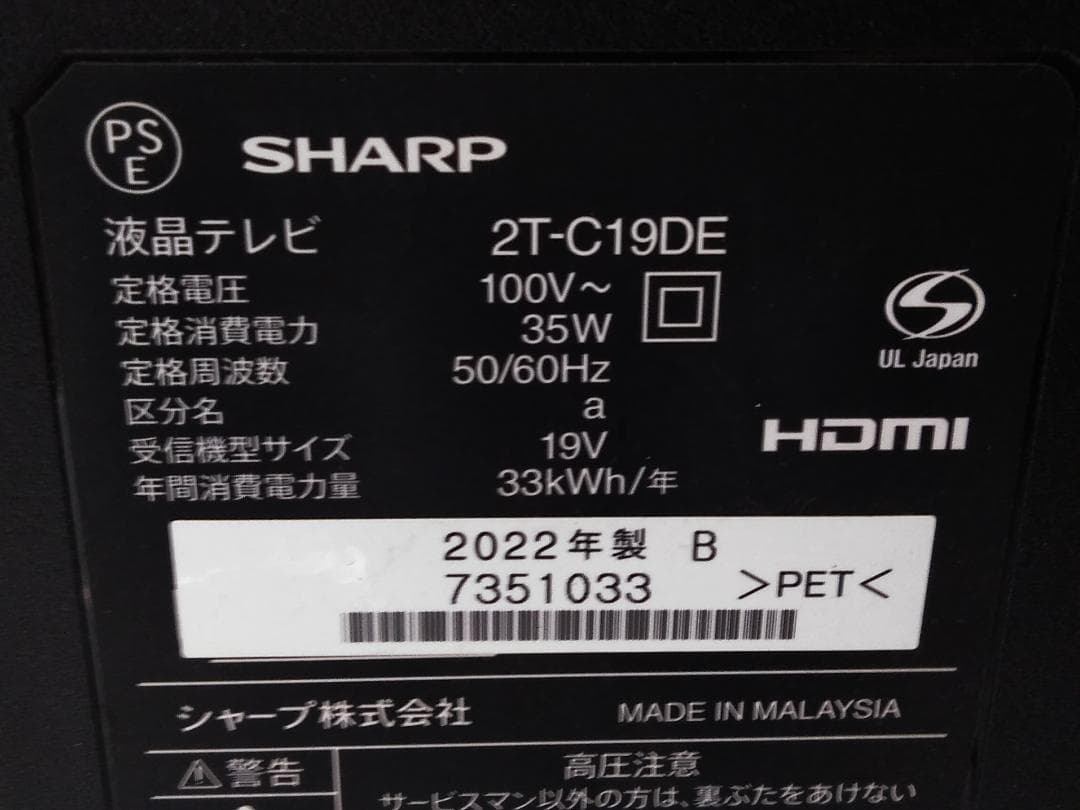 PS
E
SHARP
液晶テレビ 2T-C19DE
定格電圧 100V～
定格消費電力 35W
定格周波数 50/60Hz
区分名 a
受信機型サイズ 19V
年間消費電力量 33kWh/年
UL Japan
HDMI
2022年製 B
7351033 >PET<
シャープ株式会社 MADE IN MALAYSIA
警告 高圧注意
サービスマン以外の方は、裏ぶたをあけない